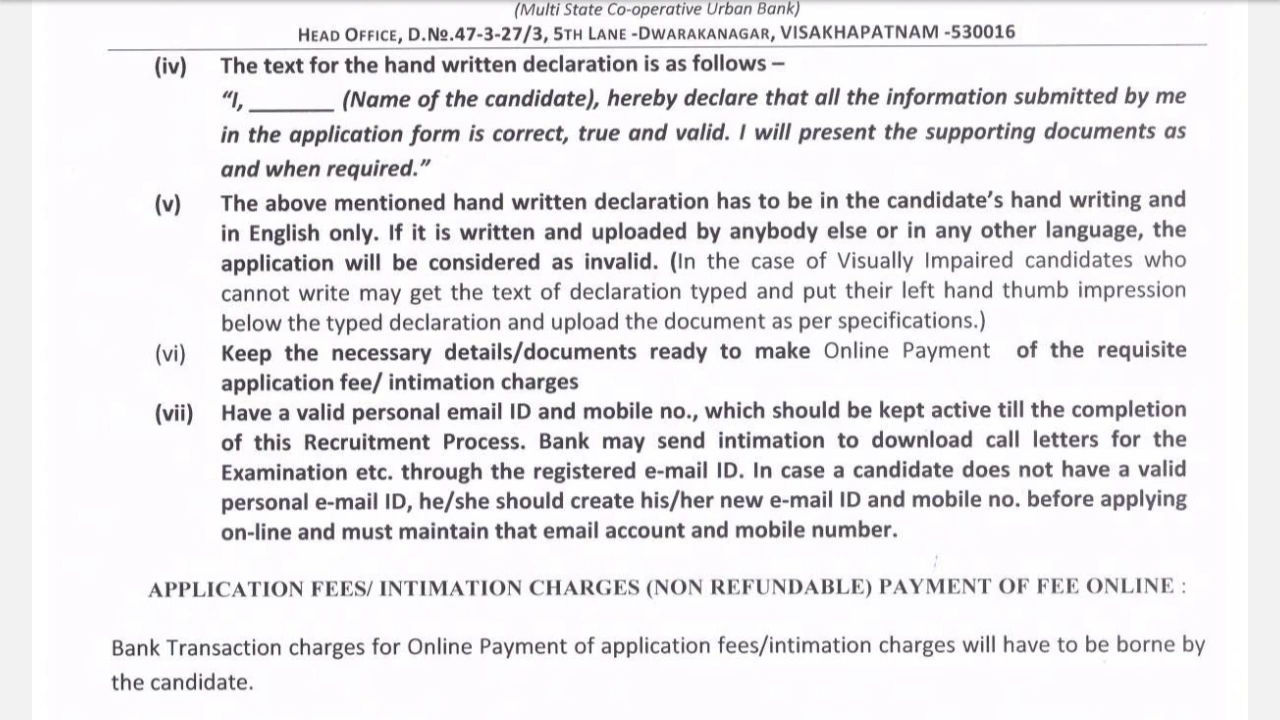 (Multi State Co-operative Urban Bank)
HEAD OFFICE, D.№.47-3-27/3, 5TH LANE -DWARAKANAGAR, VISAKHAPATNAM -530016
(iv) The text for the hand written declaration is as follows –
“I, _______ (Name of the candidate), hereby declare that all the information submitted by me
in the application form is correct, true and valid. I will present the supporting documents as
and when required.”
(v) The above mentioned hand written declaration has to be in the candidate’s hand writing and
in English only. If it is written and uploaded by anybody else or in any other language, the
application will be considered as invalid. (In the case of Visually Impaired candidates who
cannot write may get the text of declaration typed and put their left hand thumb impression
below the typed declaration and upload the document as per specifications.)
(vi) Keep the necessary details/documents ready to make Online Payment of the requisite
application fee/ intimation charges
(vii) Have a valid personal email ID and mobile no., which should be kept active till the completion
of this Recruitment Process. Bank may send intimation to download call letters for the
Examination etc. through the registered e-mail ID. In case a candidate does not have a valid
personal e-mail ID, he/she should create his/her new e-mail ID and mobile no. before applying
on-line and must maintain that email account and mobile number.
APPLICATION FEES/ INTIMATION CHARGES (NON REFUNDABLE) PAYMENT OF FEE ONLINE :
Bank Transaction charges for Online Payment of application fees/intimation charges will have to be borne by
the candidate.